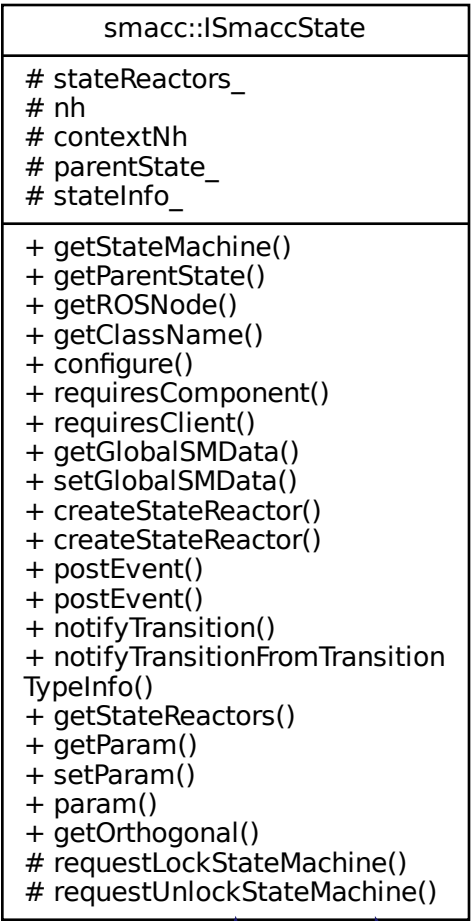 smacc::ISmaccState
# stateReactors_
# nh
# contextNh
# parentState_
# stateInfo_
+ getStateMachine()
+ getParentState()
+ getROSNode()
+ getClassName()
+ configure()
+ requiresComponent()
+ requiresClient()
+ getGlobalSMData()
+ setGlobalSMData()
+ createStateReactor()
+ createStateReactor()
+ postEvent()
+ postEvent()
+ notifyTransition()
+ notifyTransitionFromTransition
TypeInfo()
+ getStateReactors()
+ getParam()
+ setParam()
+ param()
+ getOrthogonal()
# requestLockStateMachine()
# requestUnlockStateMachine()